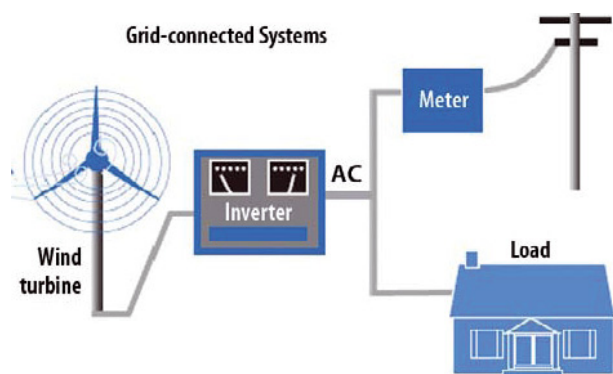 Grid-connected Systems
Meter
AC
Inverter
Wind
turbine
Load